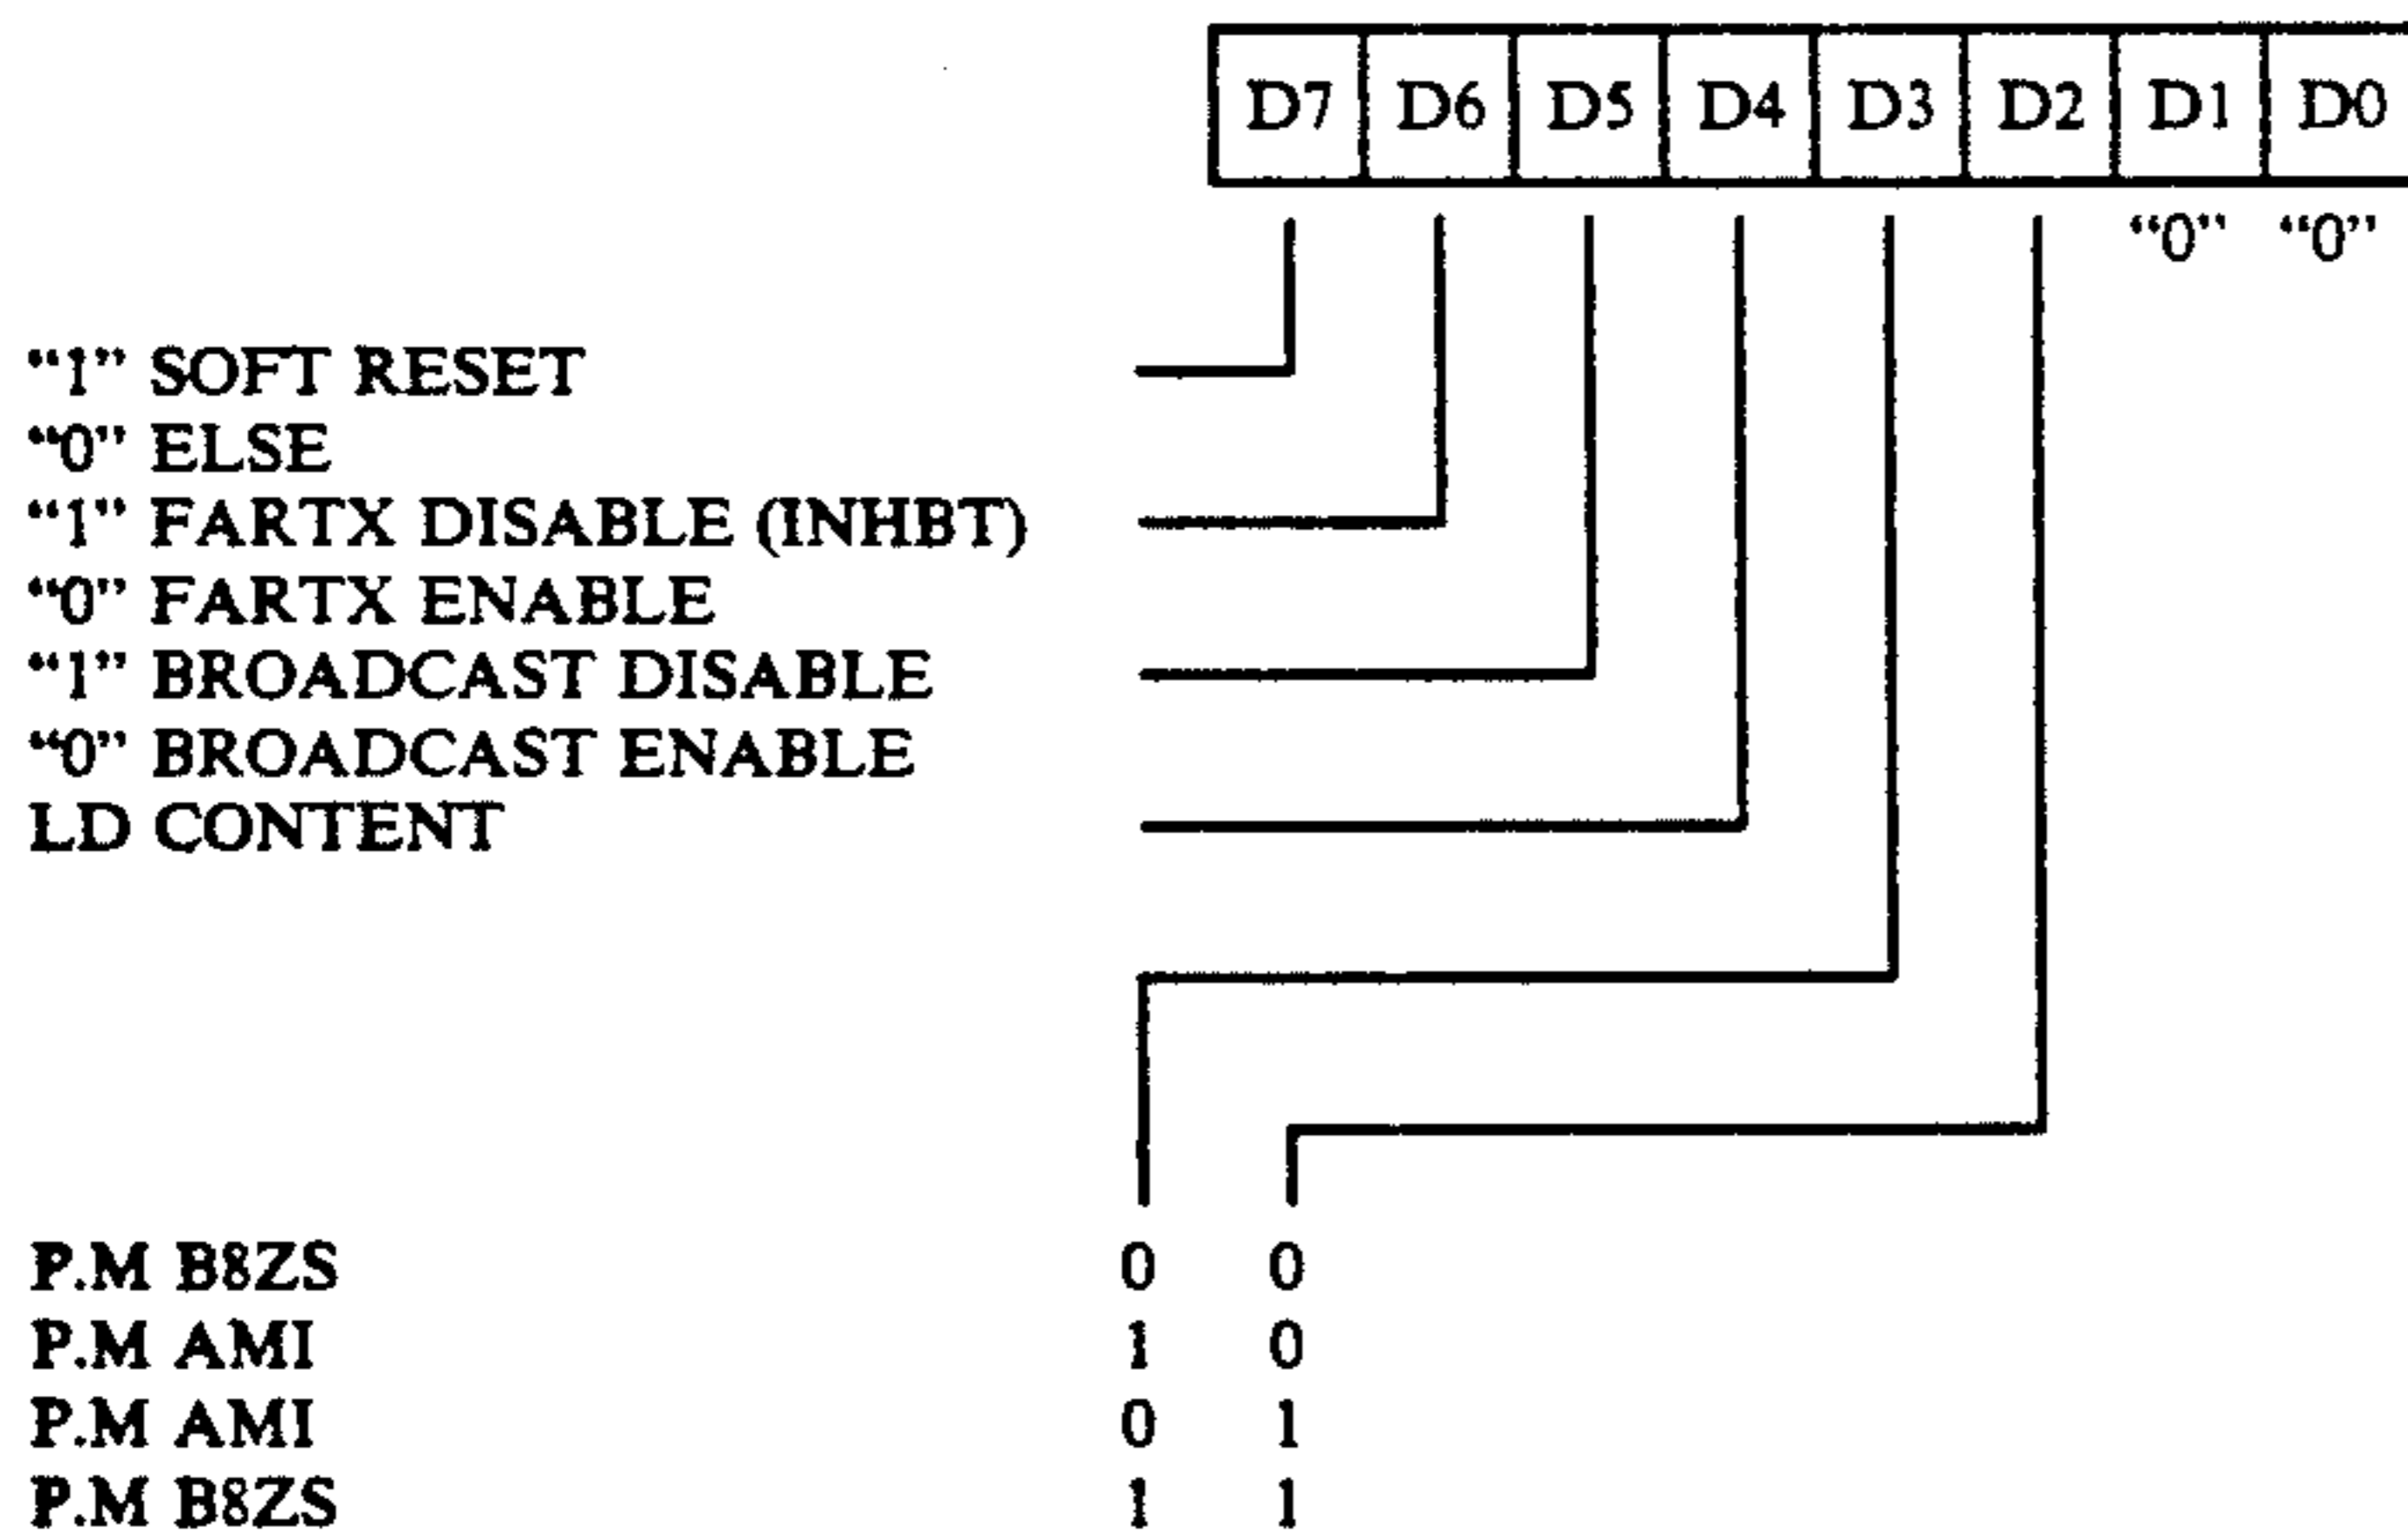 D7 D6 D5 D4 D3 D2 D1 D0
“0” “0”
“1” SOFT RESET
“0” ELSE
“1” FARTX DISABLE (INHBT)
“0” FARTX ENABLE
“1” BROADCAST DISABLE
“0” BROADCAST ENABLE
LD CONTENT
P.M B8ZS 0 0
P.M AMI 1 0
P.M AMI 0 1
P.M B8ZS 1 1